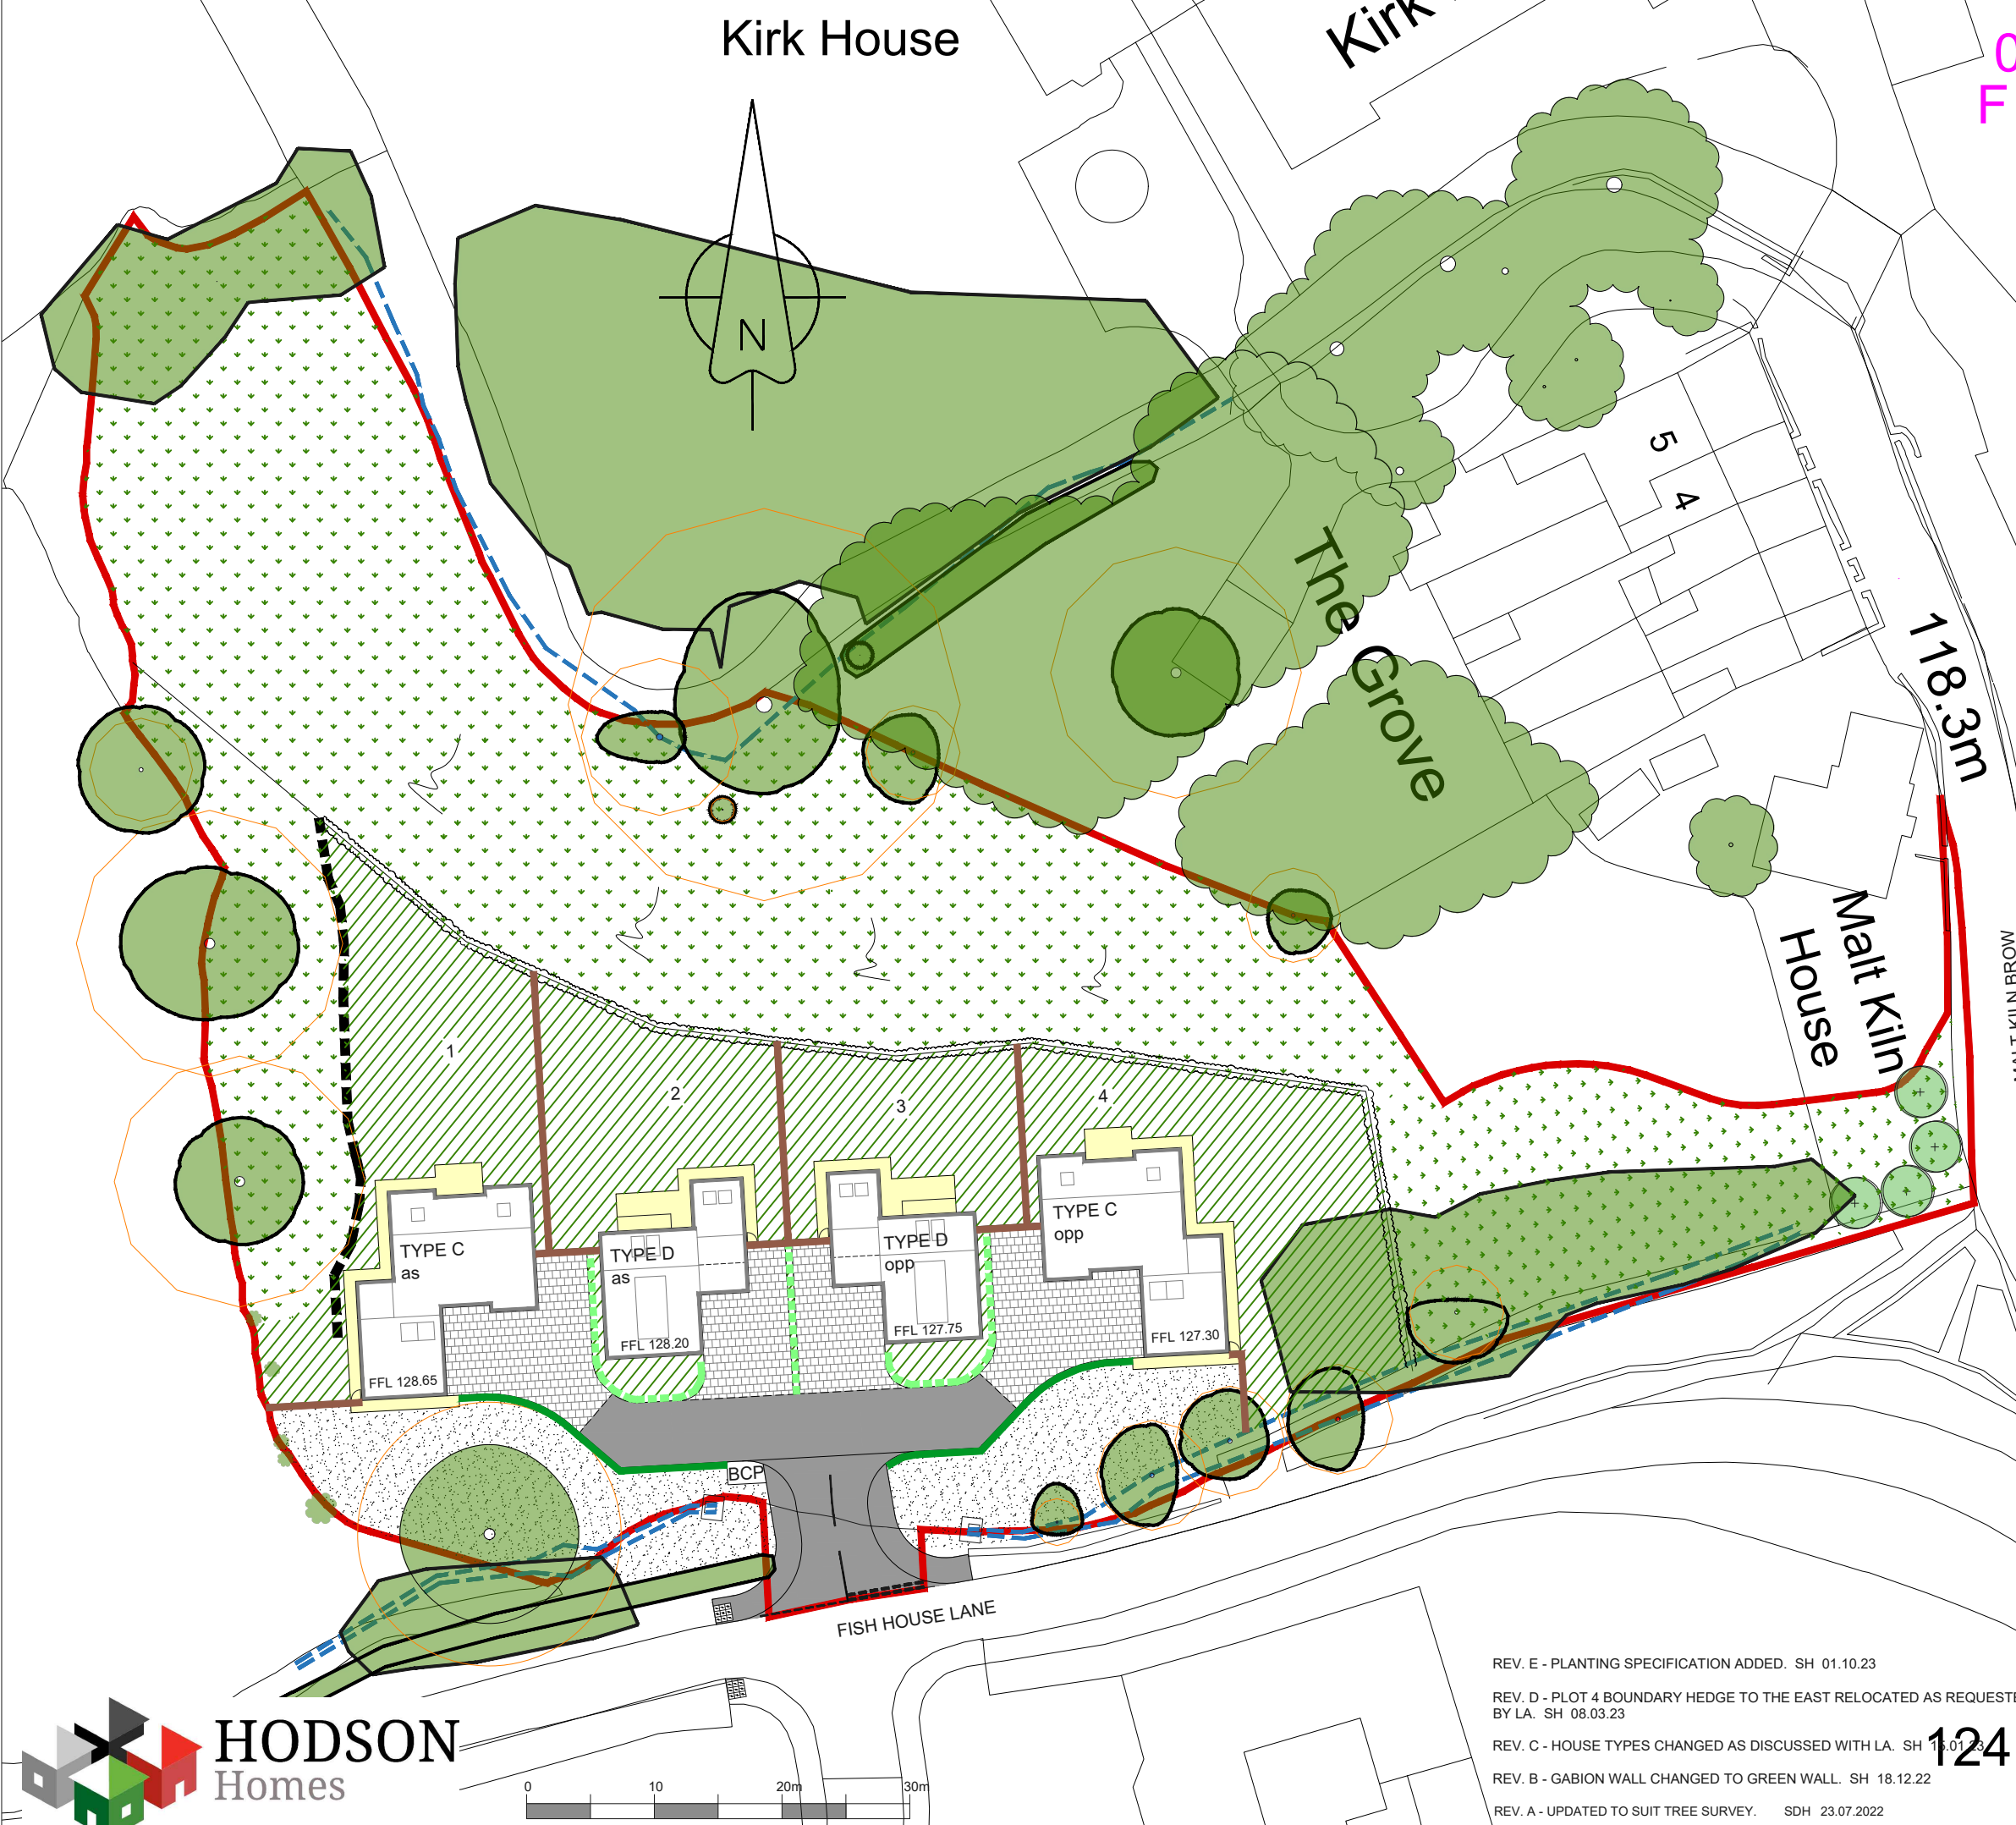 Kirk House
Kirk
0
F
N
5
4
The Grove
118.3m
Malt Kiln
House
MALT KILN BROW
1
2
3
4
TYPE C
as
TYPE D
as
TYPE D
opp
TYPE C
opp
FFL 128.65
FFL 128.20
FFL 127.75
FFL 127.30
BCP
FISH HOUSE LANE
HODSON
Homes
0 10 20m 30m
REV. E - PLANTING SPECIFICATION ADDED. SH 01.10.23
REV. D - PLOT 4 BOUNDARY HEDGE TO THE EAST RELOCATED AS REQUESTE
BY LA. SH 08.03.23
REV. C - HOUSE TYPES CHANGED AS DISCUSSED WITH LA. SH
124
REV. B - GABION WALL CHANGED TO GREEN WALL. SH 18.12.22
REV. A - UPDATED TO SUIT TREE SURVEY. SDH 23.07.2022